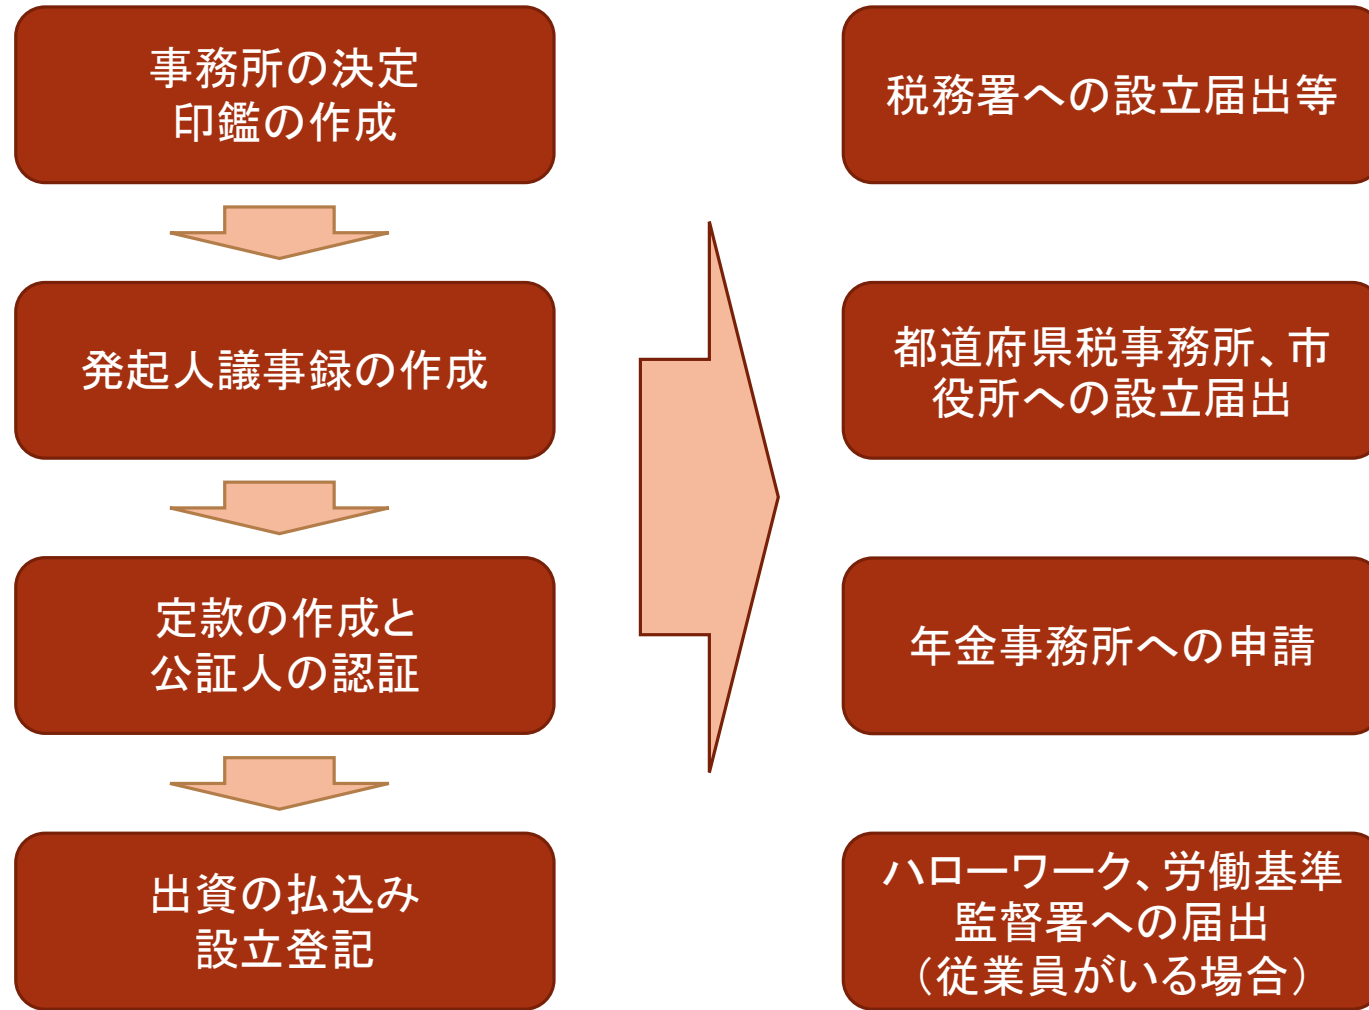 事務所の決定
印鑑の作成
発起人議事録の作成
定款の作成と
公証人の認証
出資の払込み
設立登記
税務署への設立届出等
都道府県税事務所、市
役所への設立届出
年金事務所への申請
ハローワーク、労働基準
監督署への届出
（従業員がいる場合）